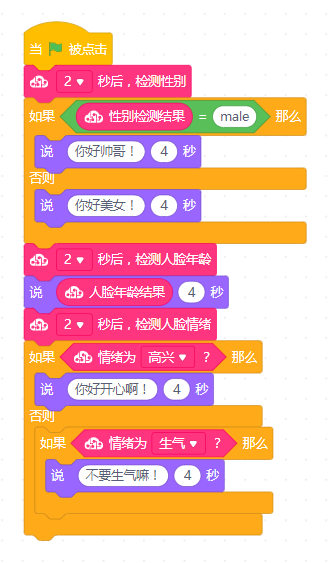 当 被点击
2 秒后，检测性别
如果 性别检测结果 = male 那么
说 你好帅哥！ 4 秒
否则
说 你好美女！ 4 秒
2 秒后，检测人脸年龄
说 人脸年龄结果 4 秒
2 秒后，检测人脸情绪
如果 情绪为 高兴 ？ 那么
说 你好开心啊！ 4 秒
否则
如果 情绪为 生气 ？ 那么
说 不要生气嘛！ 4 秒